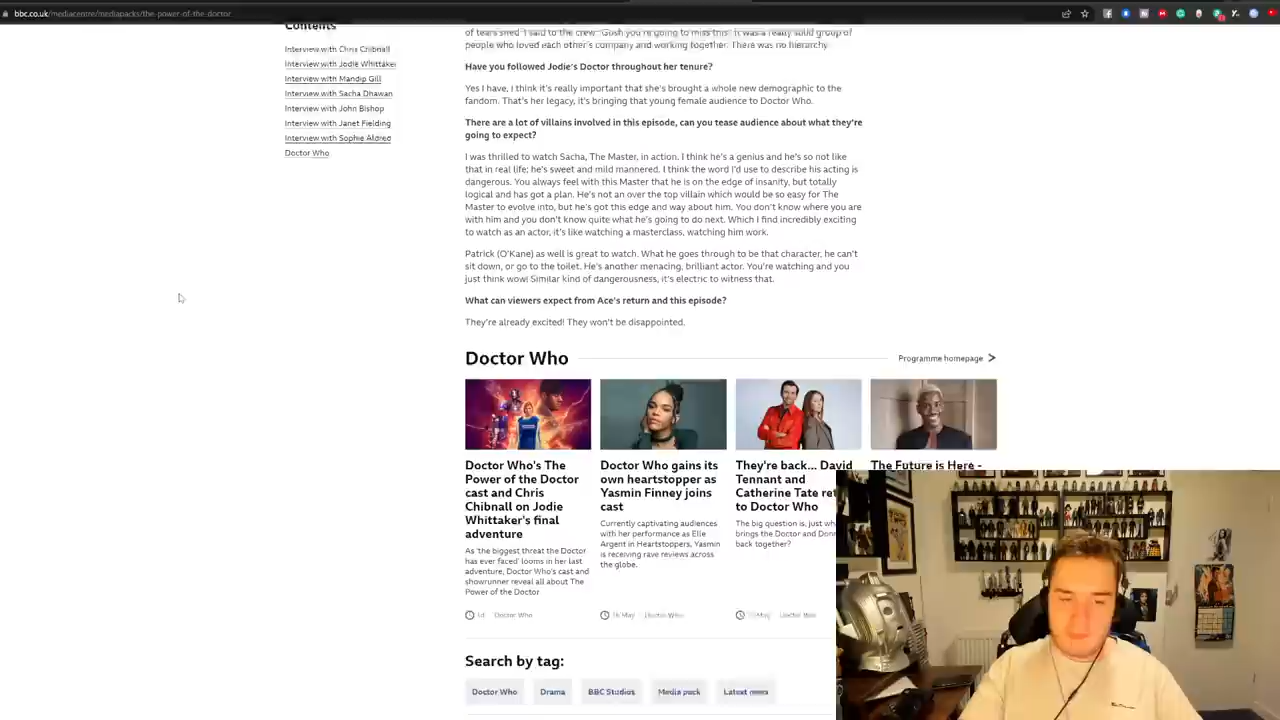 bbc.co.uk/mediacentre/mediapacks/the-power-of-the-doctor
Contents
Interview with Chris Chibnall
Interview with Jodie Whittaker
Interview with Mandip Gill
Interview with Sacha Dhawan
Interview with John Bishop
Interview with Janet Fielding
Interview with Sophie Aldred
Doctor Who
of tears shed. I said to the crew "Gosh you're going to miss this". It was a really solid group of
people who loved each other's company and working together. There was no hierarchy.
Have you followed Jodie's Doctor throughout her tenure?
Yes I have, I think it's really important that she's brought a whole new demographic to the
fandom. That's her legacy, it's bringing that young female audience to Doctor Who.
There are a lot of villains involved in this episode, can you tease audience about what they're
going to expect?
I was thrilled to watch Sacha, The Master, in action. I think he's a genius and he's so not like
that in real life; he's sweet and mild mannered. I think the word I'd use to describe his acting is
dangerous. You always feel with this Master that he is on the edge of insanity, but totally
logical and has got a plan. He's not an over the top villain which would be so easy for The
Master to evolve into, but he's got this edge and way about him. You don't know where you are
with him and you don't know quite what he's going to do next. Which I find incredibly exciting
to watch as an actor, it's like watching a masterclass, watching him work.
Patrick (O'Kane) as well is great to watch. What he goes through to be that character, he can't
sit down, or go to the toilet. He's another menacing, brilliant actor. You're watching and you
just think wow! Similar kind of dangerousness, it's electric to witness that.
What can viewers expect from Ace's return and this episode?
They're already excited! They won't be disappointed.
Doctor Who
Programme homepage
Doctor Who's The
Power of the Doctor
cast and Chris
Chibnall on Jodie
Whittaker's final
adventure
As 'the biggest threat the Doctor
has ever faced' looms in her last
adventure, Doctor Who's cast and
showrunner reveal all about The
Power of the Doctor
1d Doctor Who
Doctor Who gains its
own heartstopper as
Yasmin Finney joins
cast
Currently captivating audiences
with her performance as Elle
Argent in Heartstoppers, Yasmin
is receiving rave reviews across
the globe.
16 May Doctor Who
They're back... David
Tennant and
Catherine Tate ret
to Doctor Who
The big question is, just wh
brings the Doctor and Donn
back together?
May Doctor Who
The Future is Here -
Search by tag:
Doctor Who
Drama
BBC Studios
Media pack
Latest news